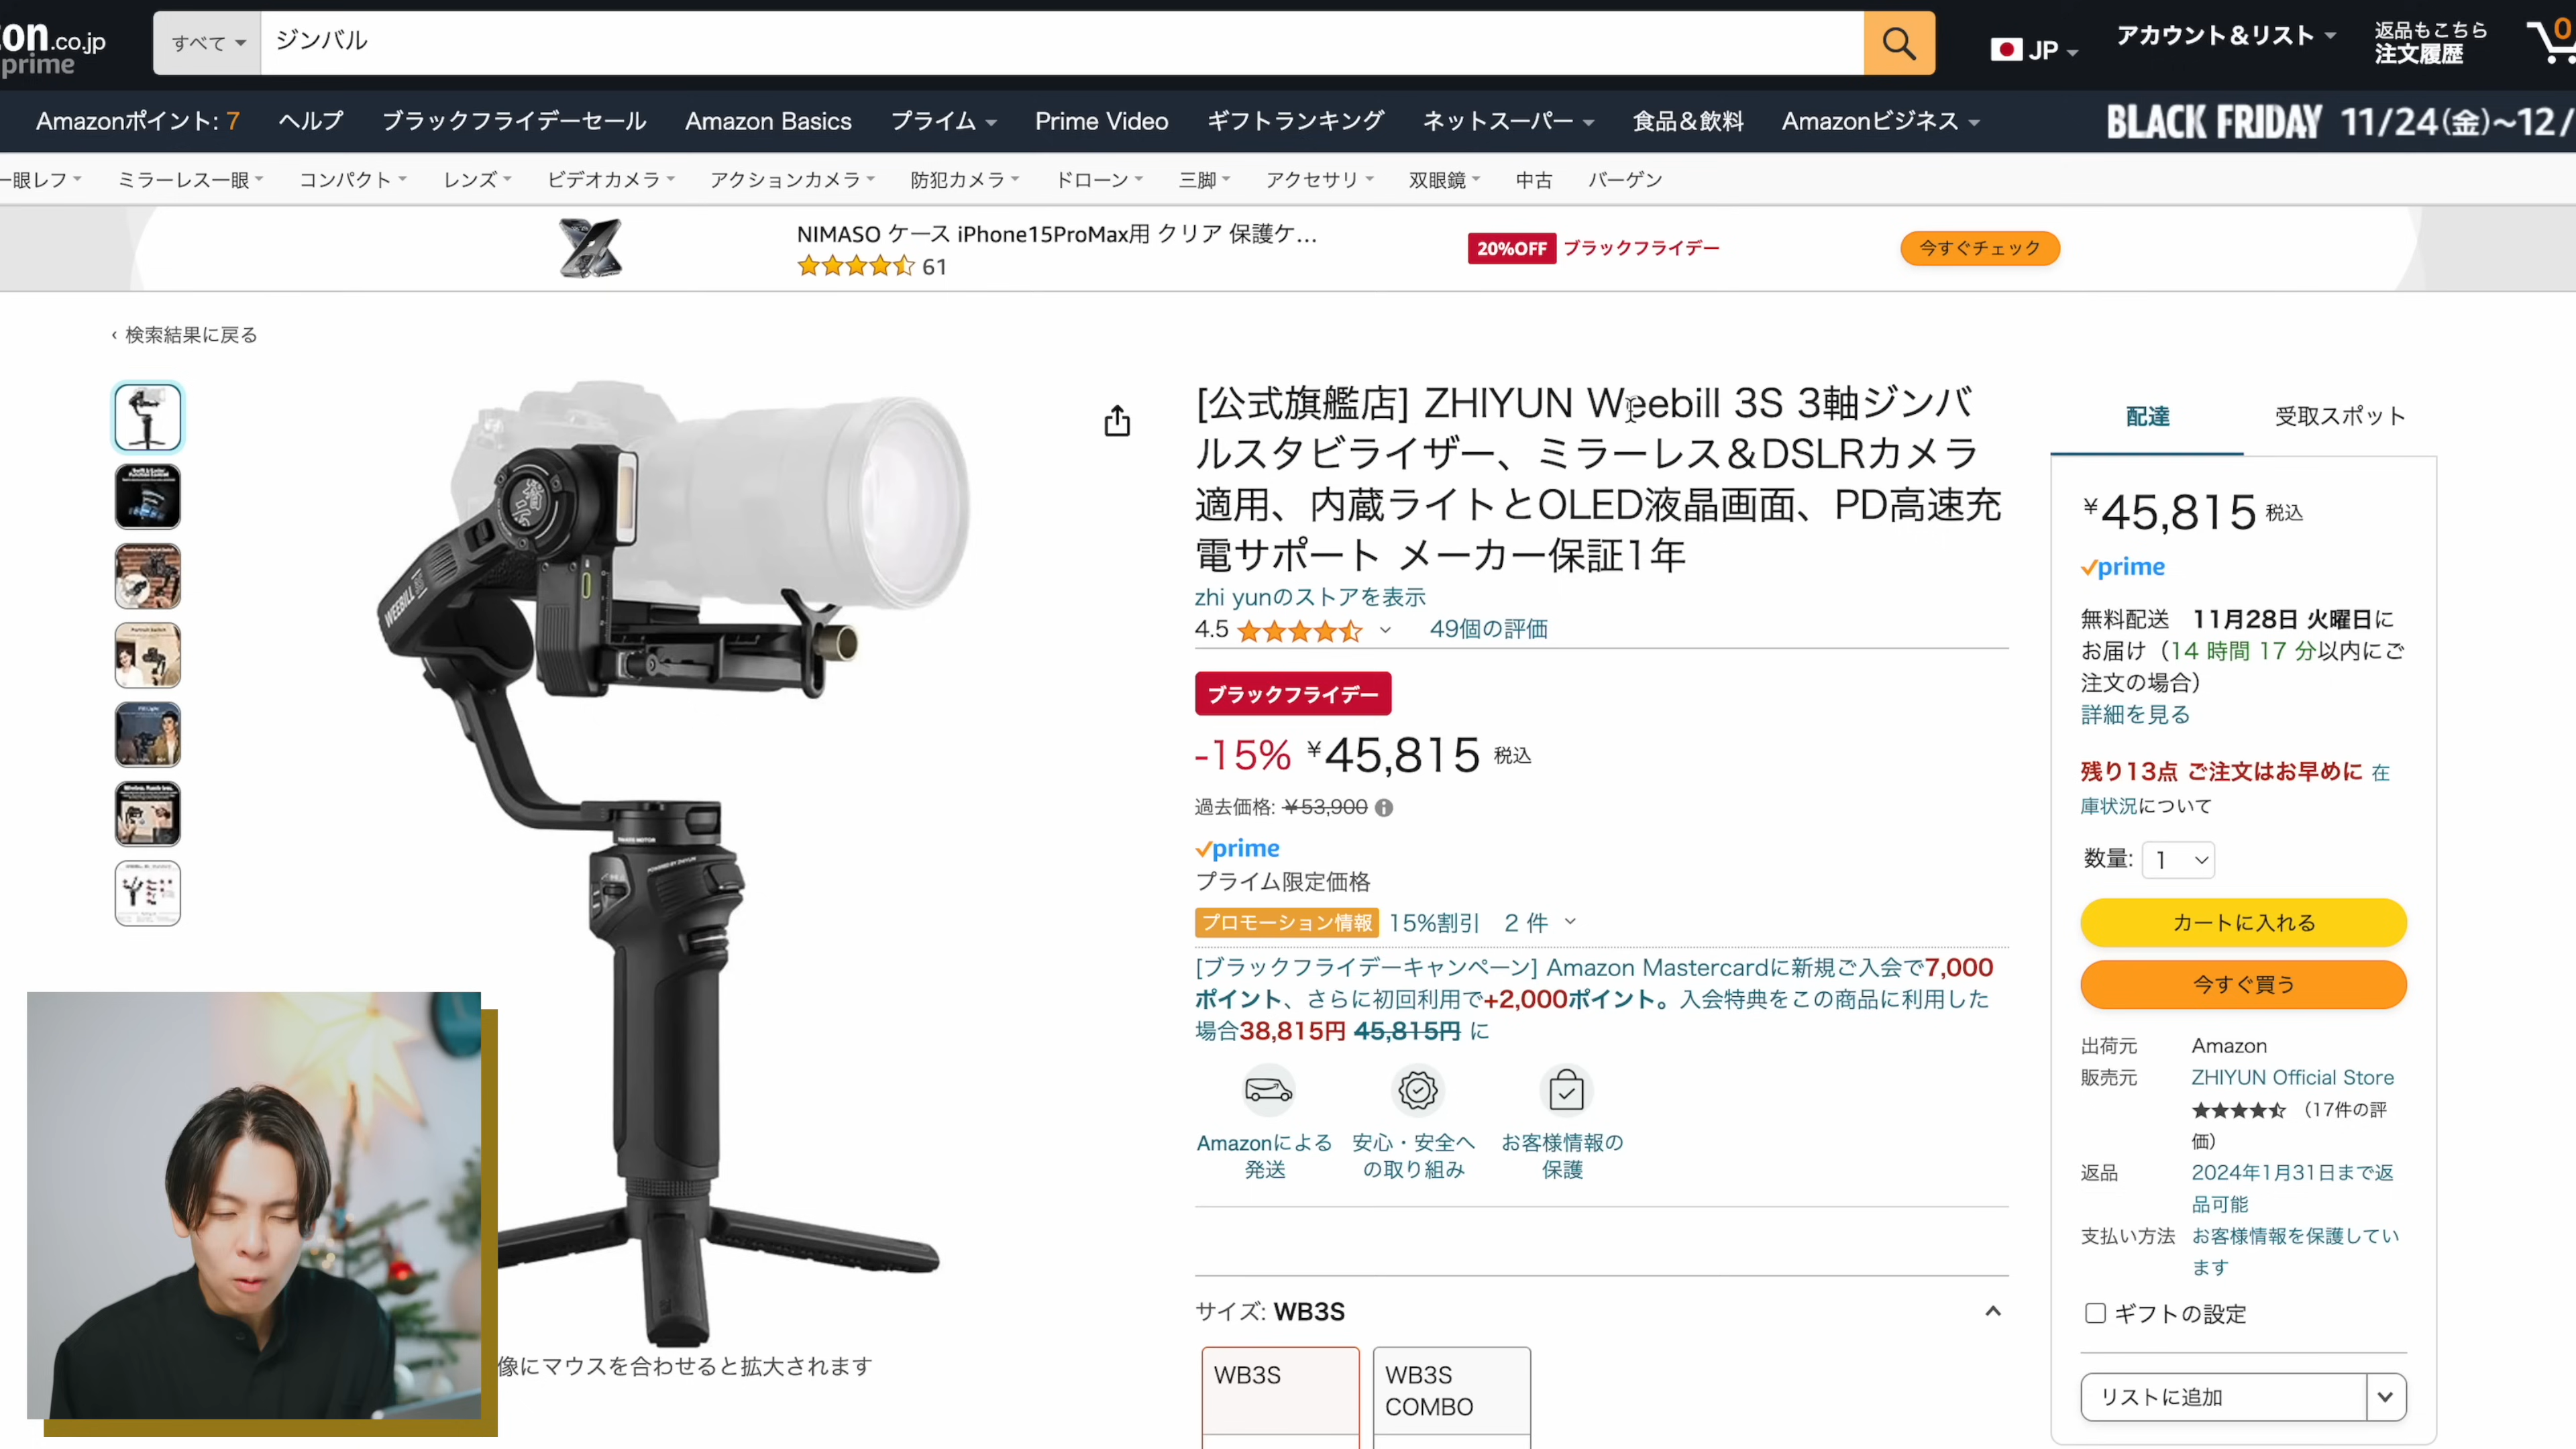 on.co.jp
prime
すべて
ジンバル
JP
アカウント＆リスト
返品もこちら
注文履歴
0
Amazonポイント: 7
ヘルプ
ブラックフライデーセール
Amazon Basics
プライム
Prime Video
ギフトランキング
ネットスーパー
食品＆飲料
Amazonビジネス
BLACK FRIDAY 11/24(金)~12/
一眼レフ
ミラーレス一眼
コンパクト
レンズ
ビデオカメラ
アクションカメラ
防犯カメラ
ドローン
三脚
アクセサリ
双眼鏡
中古
バーゲン
NIMASO ケース iPhone15ProMax用 クリア 保護ケ...
61
20%OFF ブラックフライデー
今すぐチェック
‹ 検索結果に戻る
WEEBILL 3S
POWERED BY ZHIYUN
像にマウスを合わせると拡大されます
[公式旗艦店] ZHIYUN Weebill 3S 3軸ジンバ
ルスタビライザー、ミラーレス＆DSLRカメラ
適用、内蔵ライトとOLED液晶画面、PD高速充
電サポート メーカー保証1年
zhi yunのストアを表示
4.5
49個の評価
ブラックフライデー
-15% ¥45,815 税込
過去価格: ¥53,900
prime
プライム限定価格
プロモーション情報 15%割引 2 件
[ブラックフライデーキャンペーン] Amazon Mastercardに新規ご入会で7,000
ポイント、さらに初回利用で+2,000ポイント。入会特典をこの商品に利用した
場合38,815円 45,815円 に
Amazonによる
発送
安心・安全へ
の取り組み
お客様情報の
保護
サイズ: WB3S
WB3S
WB3S
COMBO
配達
受取スポット
¥45,815 税込
prime
無料配送 11月28日 火曜日に
お届け（14 時間 17 分以内にご
注文の場合）
詳細を見る
残り13点 ご注文はお早めに 在
庫状況について
数量: 1
カートに入れる
今すぐ買う
出荷元 Amazon
販売元 ZHIYUN Official Store
（17件の評
価）
返品 2024年1月31日まで返
品可能
支払い方法 お客様情報を保護してい
ます
ギフトの設定
リストに追加